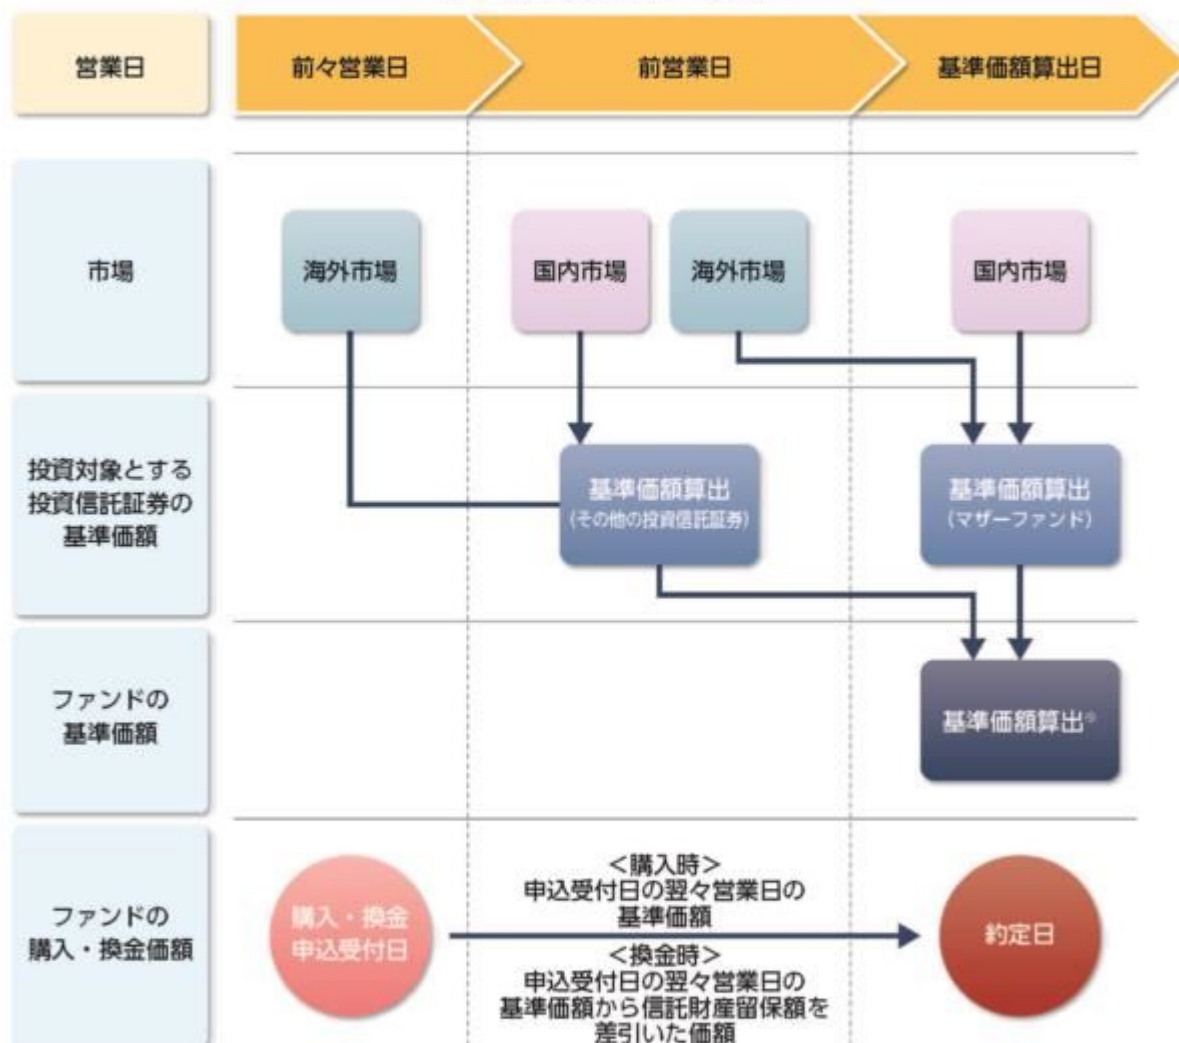 営業日
前々営業日
前営業日
基準価額算出日
市場
海外市場
国内市場
海外市場
国内市場
投資対象とする
投資信託証券の
基準価額
基準価額算出
(その他の投資信託証券)
基準価額算出
(マザーファンド)
ファンドの
基準価額
基準価額算出※
ファンドの
購入・換金価額
購入・換金
申込受付日
<購入時>
申込受付日の翌々営業日の
基準価額
<換金時>
申込受付日の翌々営業日の
基準価額から信託財産留保額を
差引いた価額
約定日